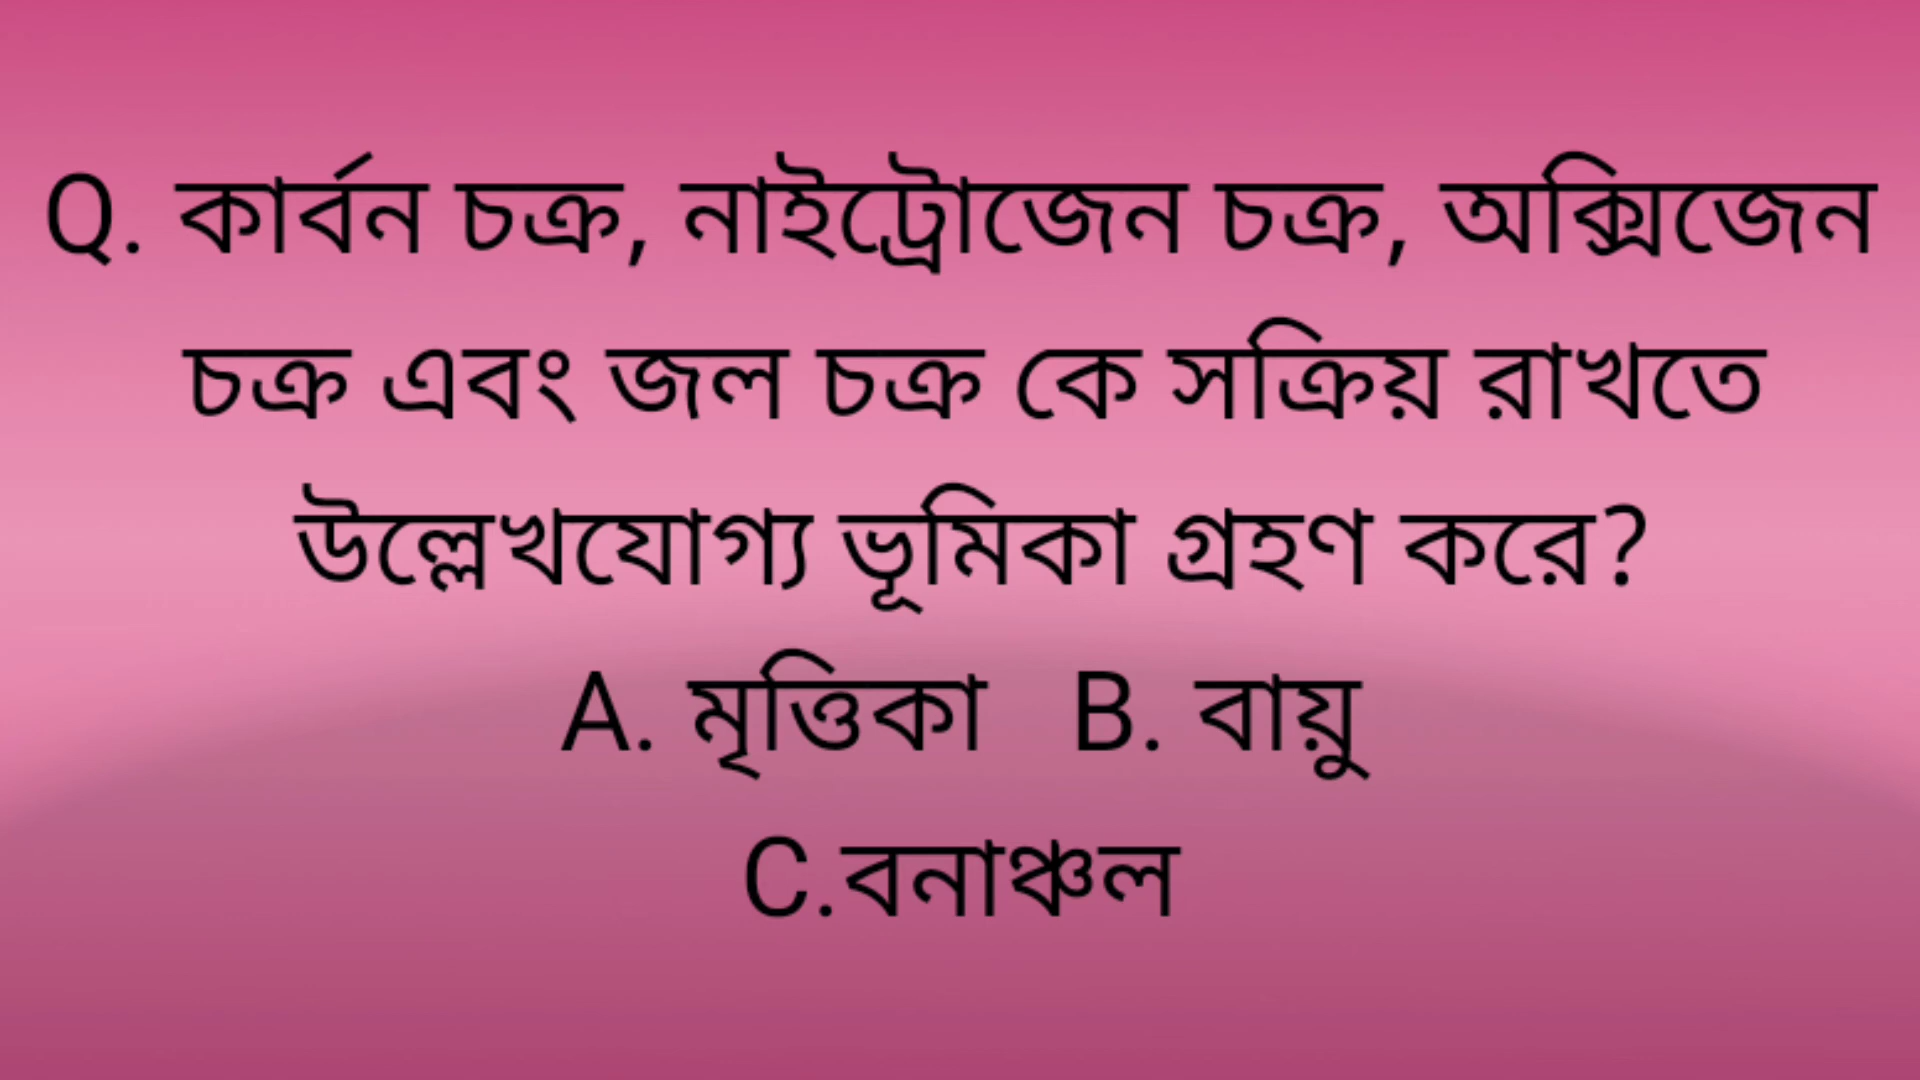 Q. কার্বন চক্র, নাইট্রোজেন চক্র, অক্সিজেন
চক্র এবং জল চক্র কে সক্রিয় রাখতে
উল্লেখযোগ্য ভূমিকা গ্রহণ করে?
A. মৃত্তিকা B. বায়ু
C.বনাঞ্চল